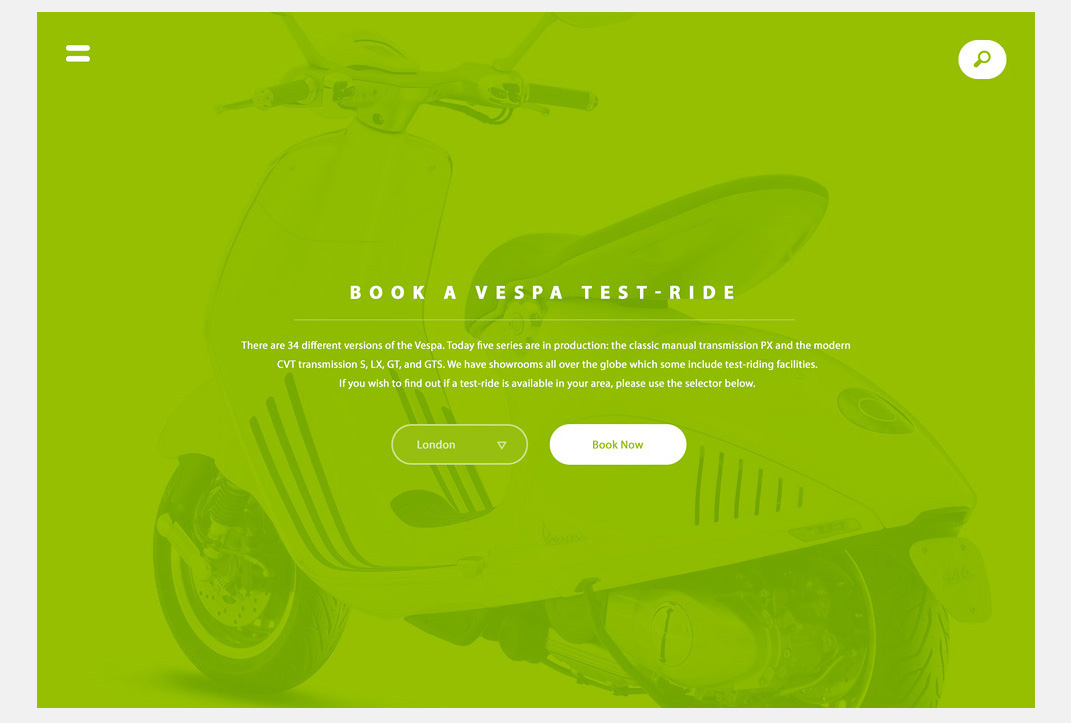 BOOK A VESPA TEST-RIDE
There are 34 different versions of the Vespa. Today five series are in production: the classic manual transmission PX and the modern
CVT transmission S, LX, GT, and GTS. We have showrooms all over the globe which some include test-riding facilities.
If you wish to find out if a test-ride is available in your area, please use the selector below.
London
Book Now
Vespa
946